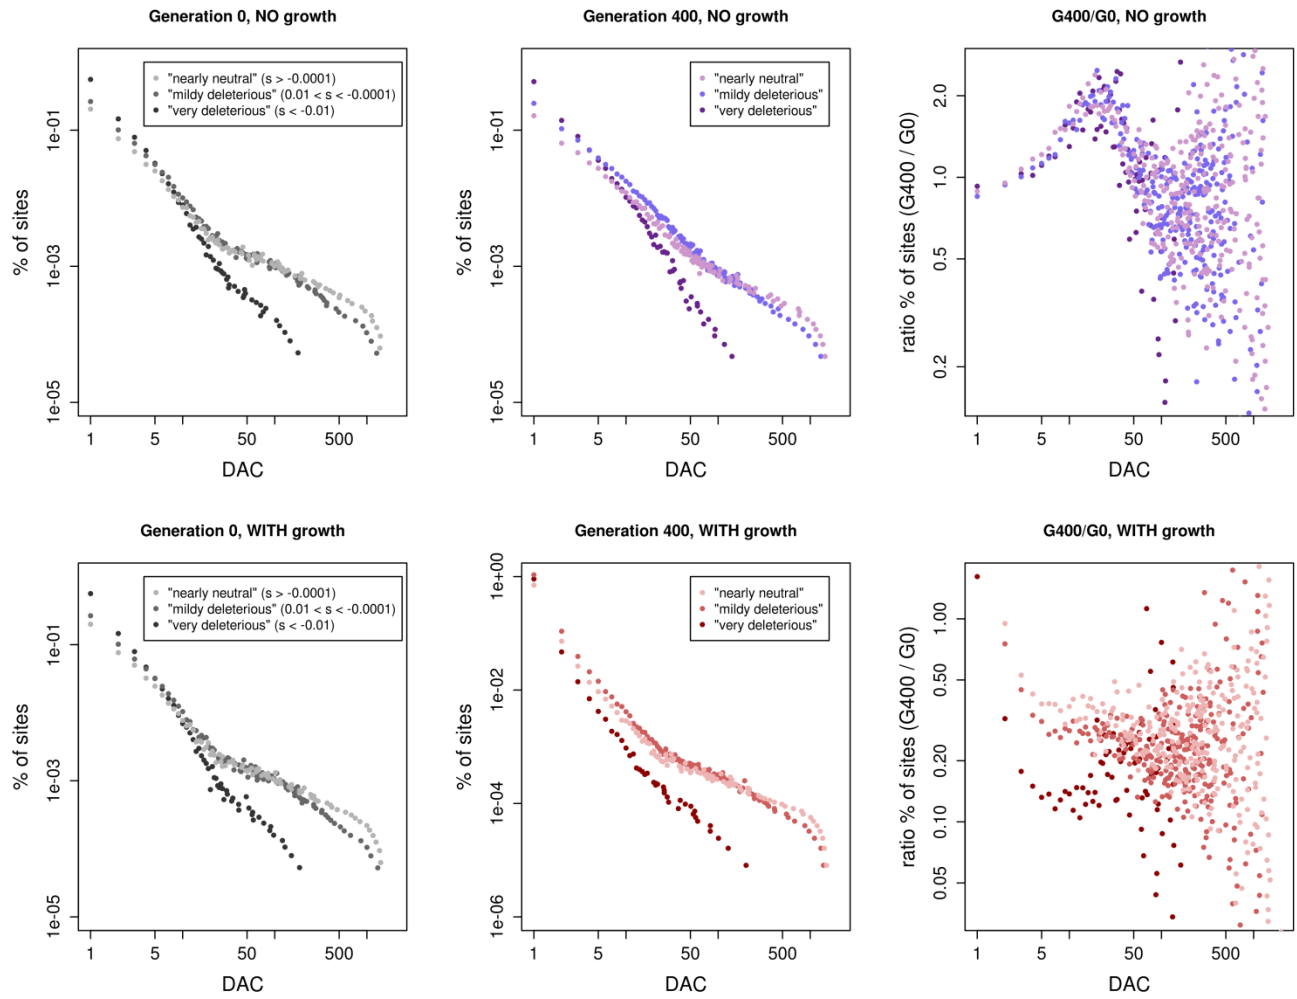 Generation 0, NO growth
"nearly neutral" (s > -0.0001)
"mildy deleterious" (0.01 < s < -0.0001)
"very deleterious" (s < -0.01)
% of sites
1e-01
1e-03
1e-05
1 5 50 500
DAC
Generation 400, NO growth
"nearly neutral"
"mildy deleterious"
"very deleterious"
% of sites
1e-01
1e-03
1e-05
1 5 50 500
DAC
G400/G0, NO growth
ratio % of sites (G400 / G0)
2.0
1.0
0.5
0.2
1 5 50 500
DAC
Generation 0, WITH growth
"nearly neutral" (s > -0.0001)
"mildy deleterious" (0.01 < s < -0.0001)
"very deleterious" (s < -0.01)
% of sites
1e-01
1e-03
1e-05
1 5 50 500
DAC
Generation 400, WITH growth
"nearly neutral"
"mildy deleterious"
"very deleterious"
% of sites
1e+00
1e-02
1e-04
1e-06
1 5 50 500
DAC
G400/G0, WITH growth
ratio % of sites (G400 / G0)
1.00
0.50
0.20
0.10
0.05
1 5 50 500
DAC